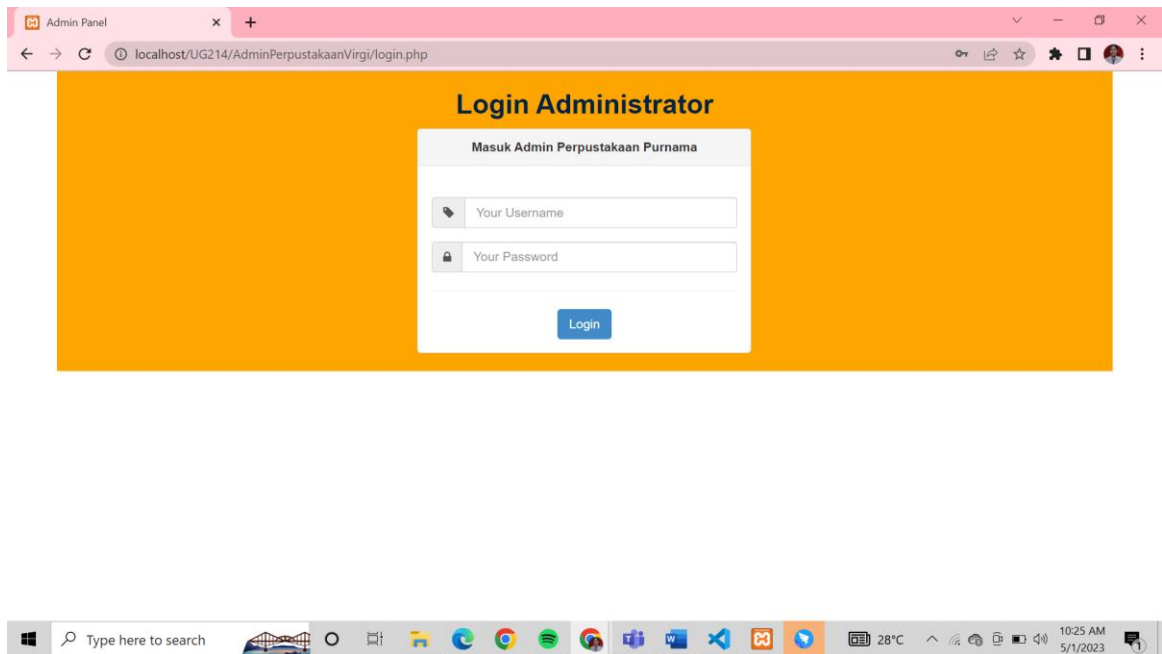 Admin Panel
localhost/UG214/AdminPerpustakaanVirgi/login.php
Login Administrator
Masuk Admin Perpustakaan Purnama
Your Username
Your Password
Login
Type here to search
28°C
10:25 AM
5/1/2023
1